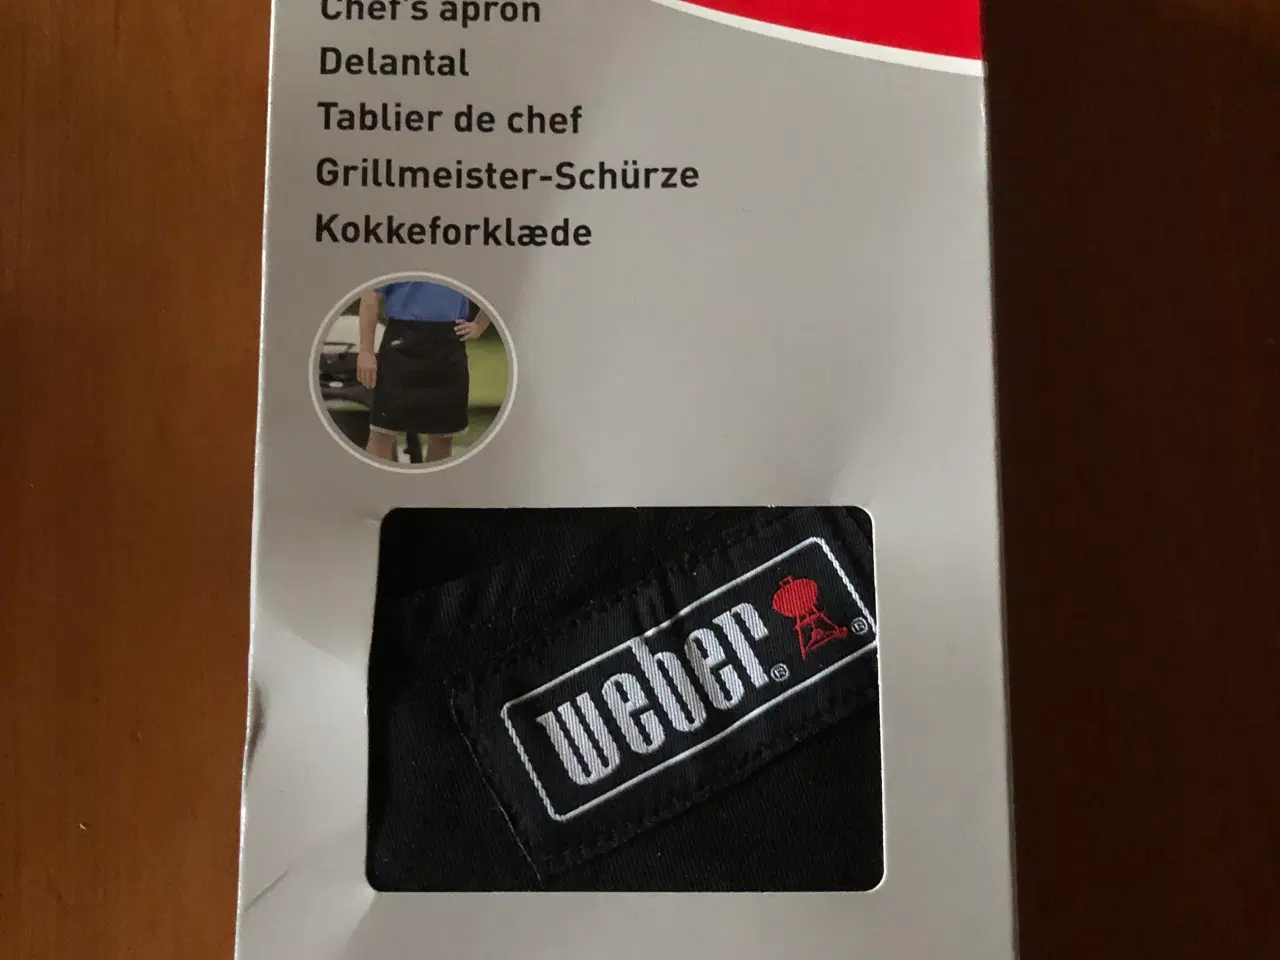 Chef's apron
Delantal
Tablier de chef
Grillmeister-Schürze
Kokkeforklæde
weber®
®